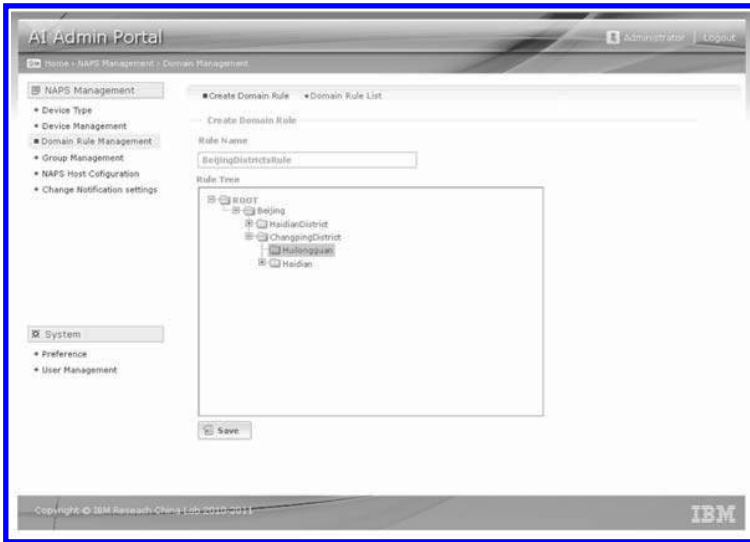 AI Admin Portal
Administrator | Logout
Home › NAPS Management › Domain Management
NAPS Management
Device Type
Device Management
Domain Rule Management
Group Management
NAPS Host Cofiguration
Change Notification settings
System
Preference
User Management
Create Domain Rule
Domain Rule List
Create Domain Rule
Rule Name
BeijingDistrictsRule
Rule Tree
ROOT
Beijing
HaidianDistrict
ChangpingDistrict
Huilongguan
Haidian
Save
Copyright © IBM Reseach China Lab 2010-2011
IBM